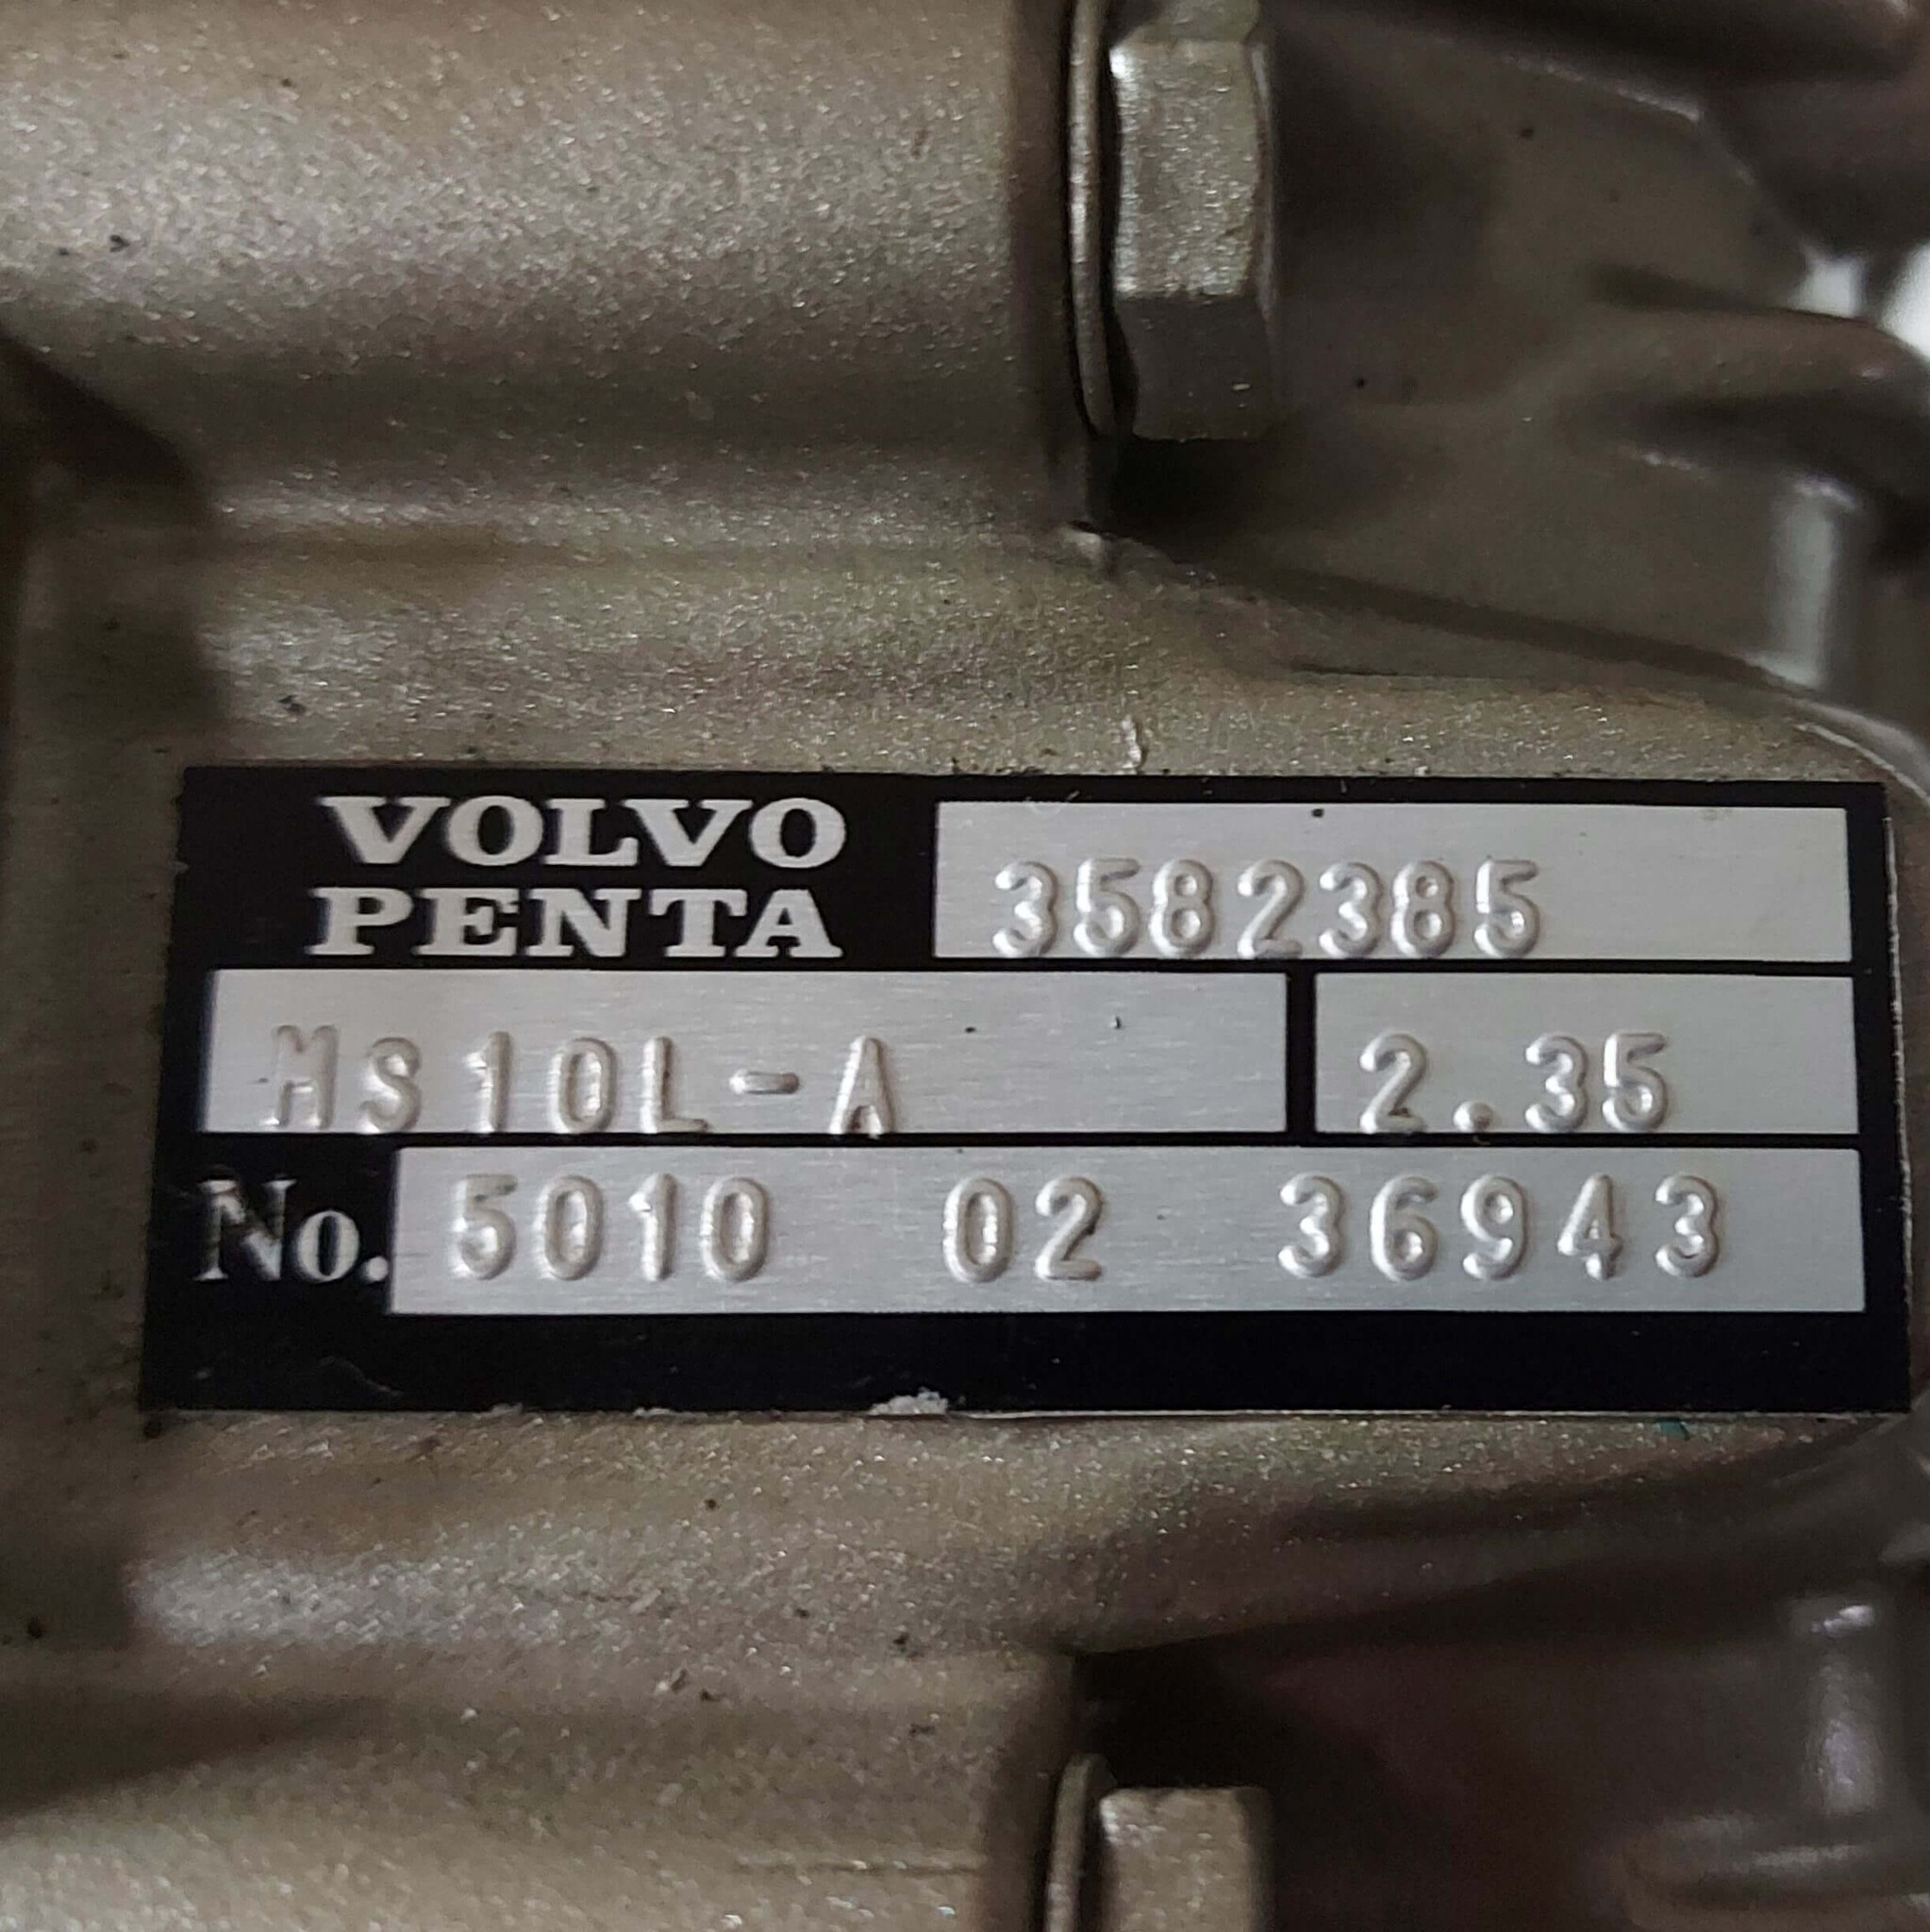 VOLVO
PENTA
3582385
MS10L-A 2.35
No. 5010 02 36943